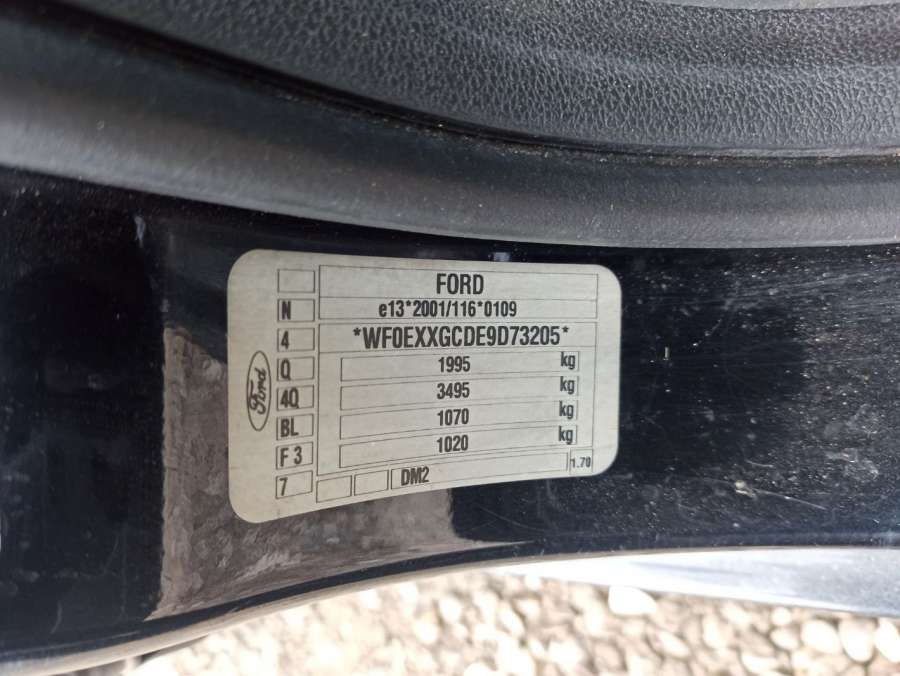 FORD
N e13*2001/116*0109
4 *WF0EXXGCDE9D73205*
Q 1995 kg
4Q 3495 kg
BL 1070 kg
F 3 1020 kg
7 DM2 1.70
Ford